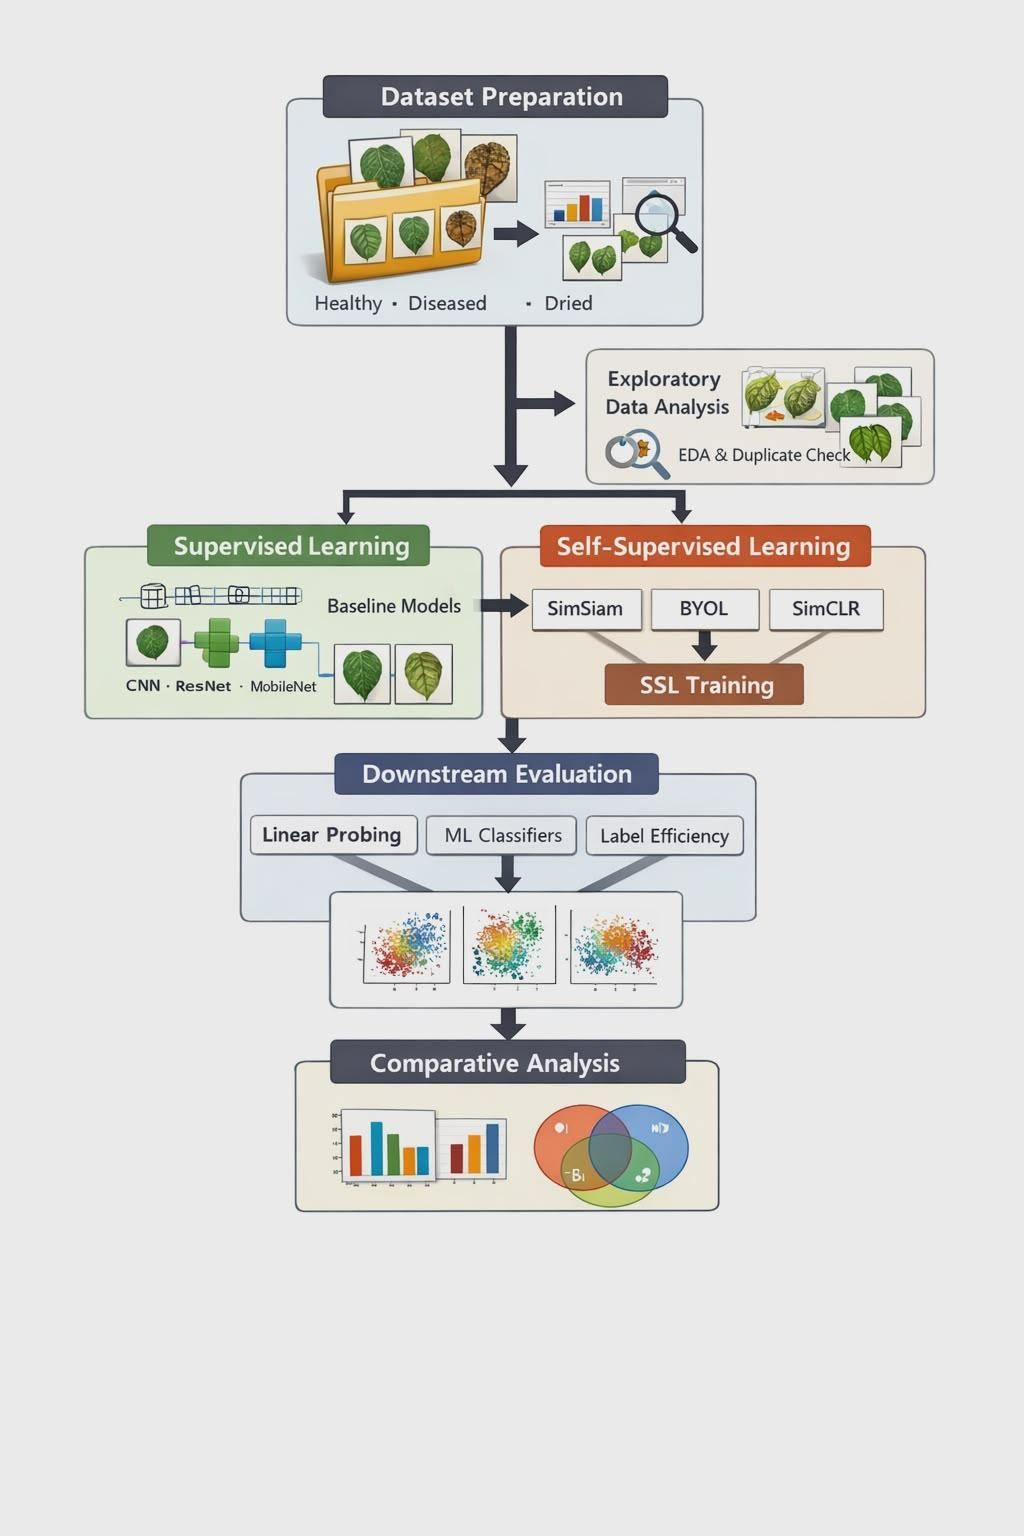 Dataset Preparation
Healthy · Diseased · Dried
Exploratory
Data Analysis
EDA & Duplicate Check
Supervised Learning
Baseline Models
CNN · ResNet · MobileNet
Self-Supervised Learning
SimSiam
BYOL
SimCLR
SSL Training
Downstream Evaluation
Linear Probing
ML Classifiers
Label Efficiency
Comparative Analysis